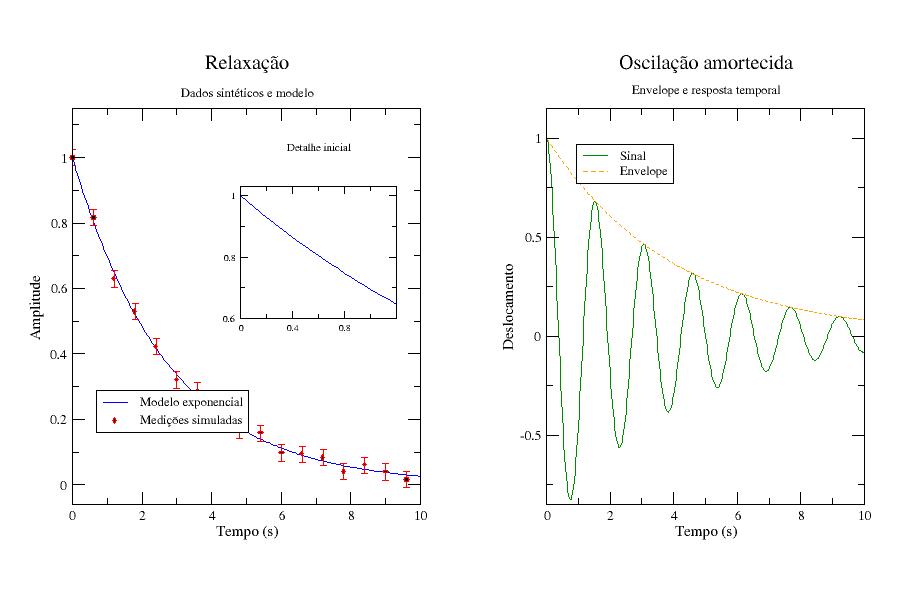 Relaxação
Dados sintéticos e modelo
Detalhe inicial
1
0.8
0.6
0.4
0.2
0
Amplitude
1
0.8
0.6
0
0.4
0.8
Modelo exponencial
Medições simuladas
0
2
4
6
8
10
Tempo (s)
Oscilação amortecida
Envelope e resposta temporal
Sinal
Envelope
1
0.5
0
-0.5
Deslocamento
0
2
4
6
8
10
Tempo (s)